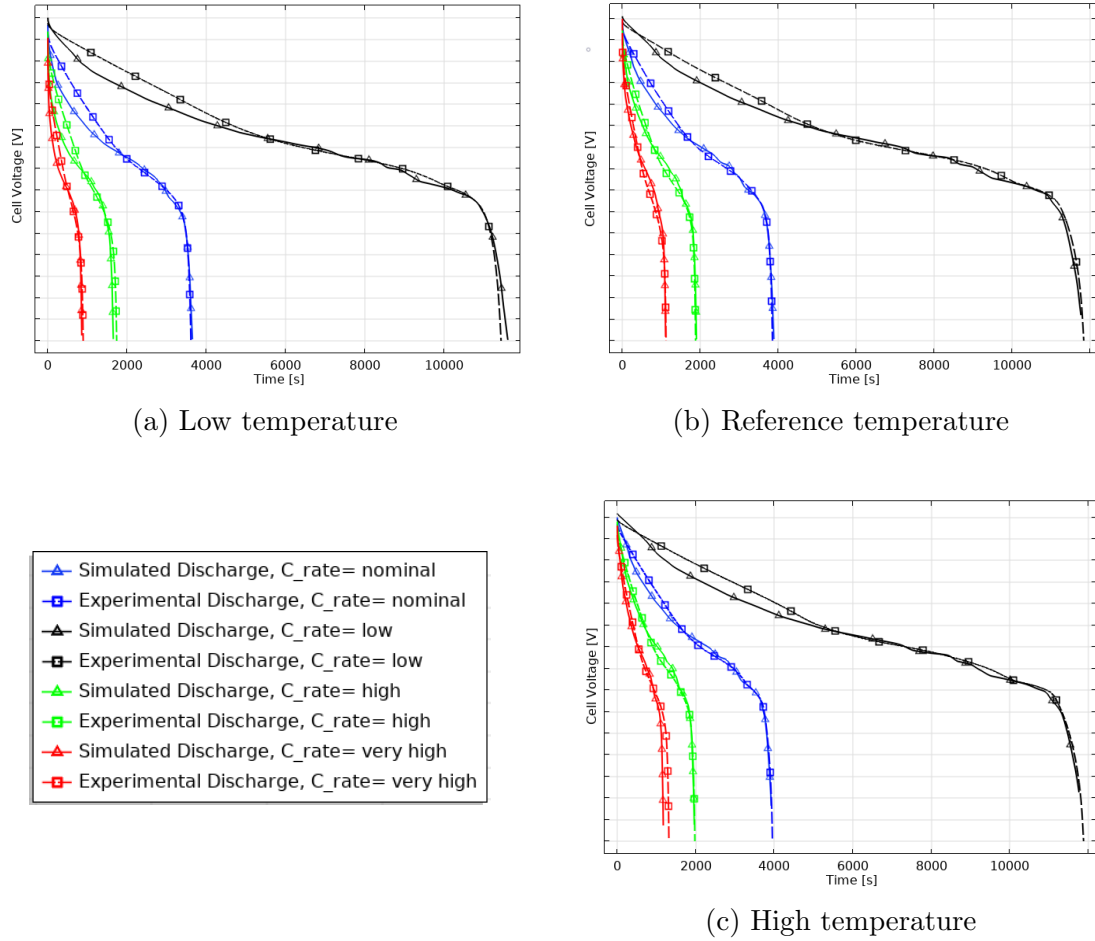 Cell Voltage [V]
0 2000 4000 6000 8000 10000
Time [s]
(a) Low temperature
Cell Voltage [V]
0 2000 4000 6000 8000 10000
Time [s]
(b) Reference temperature
Simulated Discharge, C_rate= nominal
Experimental Discharge, C_rate= nominal
Simulated Discharge, C_rate= low
Experimental Discharge, C_rate= low
Simulated Discharge, C_rate= high
Experimental Discharge, C_rate= high
Simulated Discharge, C_rate= very high
Experimental Discharge, C_rate= very high
Cell Voltage [V]
0 2000 4000 6000 8000 10000
Time [s]
(c) High temperature